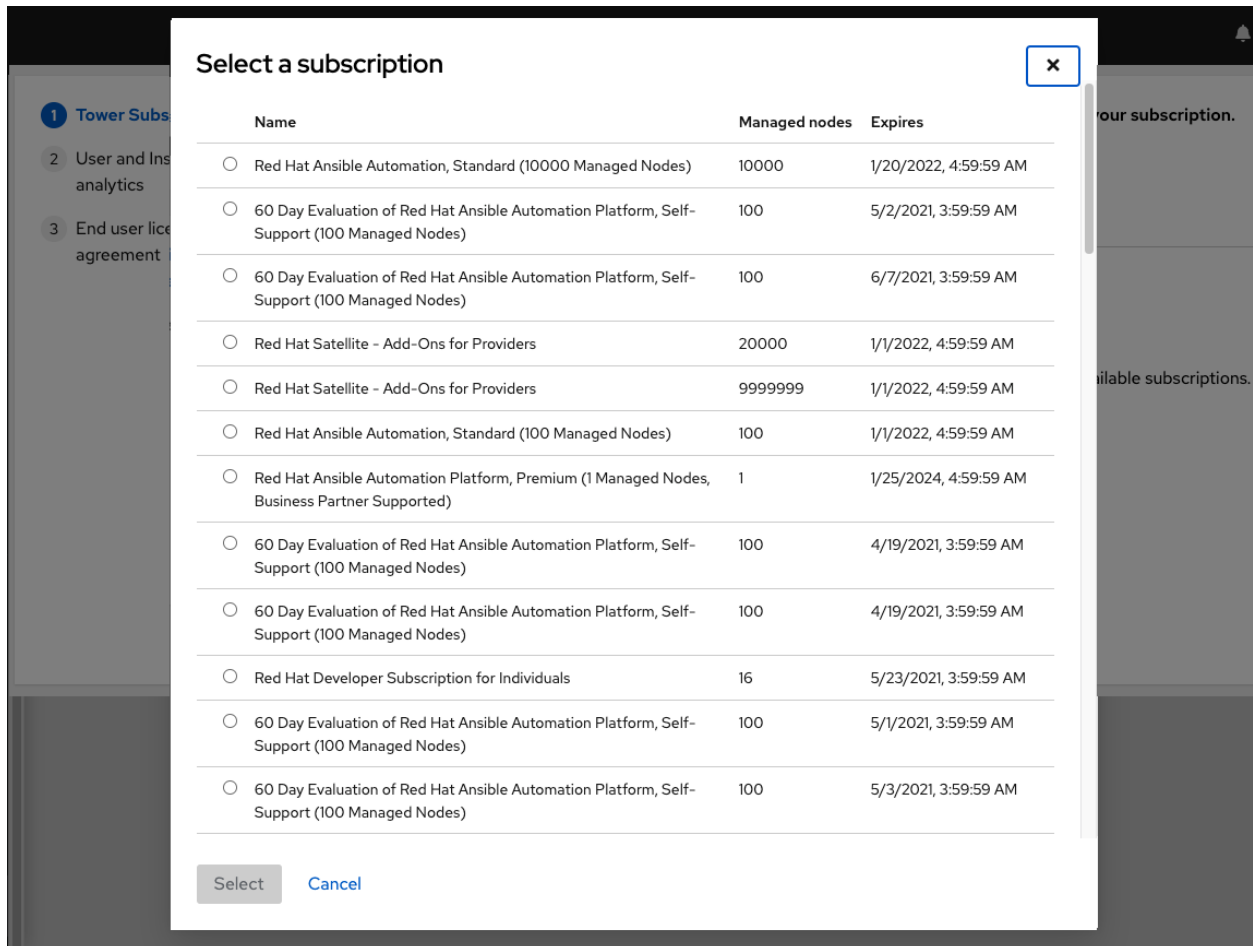 Select a subscription
1 Tower Subs
2 User and Ins
analytics
3 End user lice
agreement
our subscription.
ailable subscriptions.
Name Managed nodes Expires
Red Hat Ansible Automation, Standard (10000 Managed Nodes) 10000 1/20/2022, 4:59:59 AM
60 Day Evaluation of Red Hat Ansible Automation Platform, Self- 100 5/2/2021, 3:59:59 AM
Support (100 Managed Nodes)
60 Day Evaluation of Red Hat Ansible Automation Platform, Self- 100 6/7/2021, 3:59:59 AM
Support (100 Managed Nodes)
Red Hat Satellite - Add-Ons for Providers 20000 1/1/2022, 4:59:59 AM
Red Hat Satellite - Add-Ons for Providers 9999999 1/1/2022, 4:59:59 AM
Red Hat Ansible Automation, Standard (100 Managed Nodes) 100 1/1/2022, 4:59:59 AM
Red Hat Ansible Automation Platform, Premium (1 Managed Nodes, 1 1/25/2024, 4:59:59 AM
Business Partner Supported)
60 Day Evaluation of Red Hat Ansible Automation Platform, Self- 100 4/19/2021, 3:59:59 AM
Support (100 Managed Nodes)
60 Day Evaluation of Red Hat Ansible Automation Platform, Self- 100 4/19/2021, 3:59:59 AM
Support (100 Managed Nodes)
Red Hat Developer Subscription for Individuals 16 5/23/2021, 3:59:59 AM
60 Day Evaluation of Red Hat Ansible Automation Platform, Self- 100 5/1/2021, 3:59:59 AM
Support (100 Managed Nodes)
60 Day Evaluation of Red Hat Ansible Automation Platform, Self- 100 5/3/2021, 3:59:59 AM
Support (100 Managed Nodes)
Select Cancel